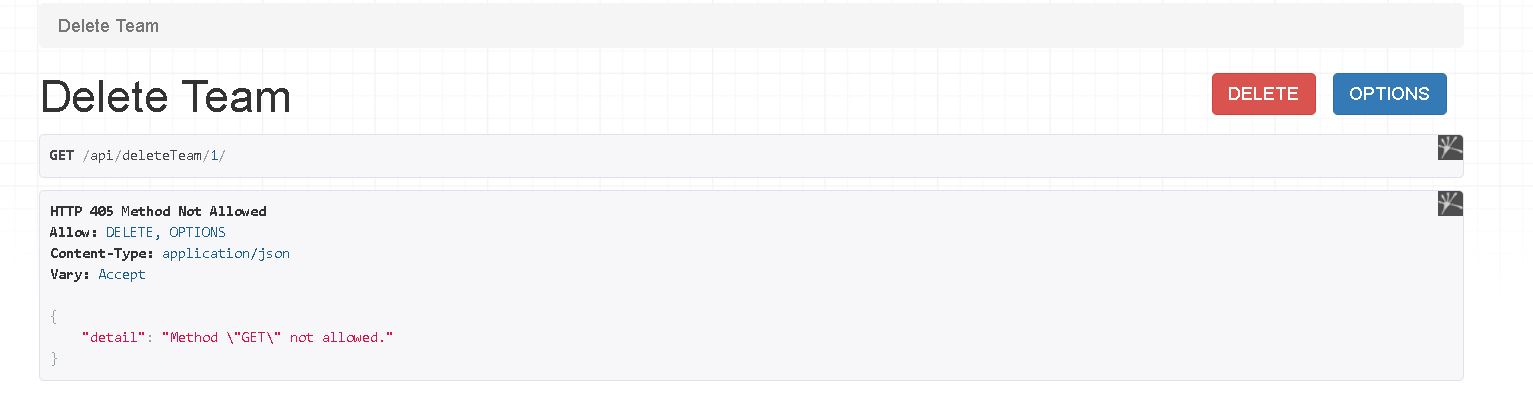 Delete Team
Delete Team
DELETE
OPTIONS
GET /api/deleteTeam/1/
HTTP 405 Method Not Allowed
Allow: DELETE, OPTIONS
Content-Type: application/json
Vary: Accept
{
"detail": "Method \"GET\" not allowed."
}